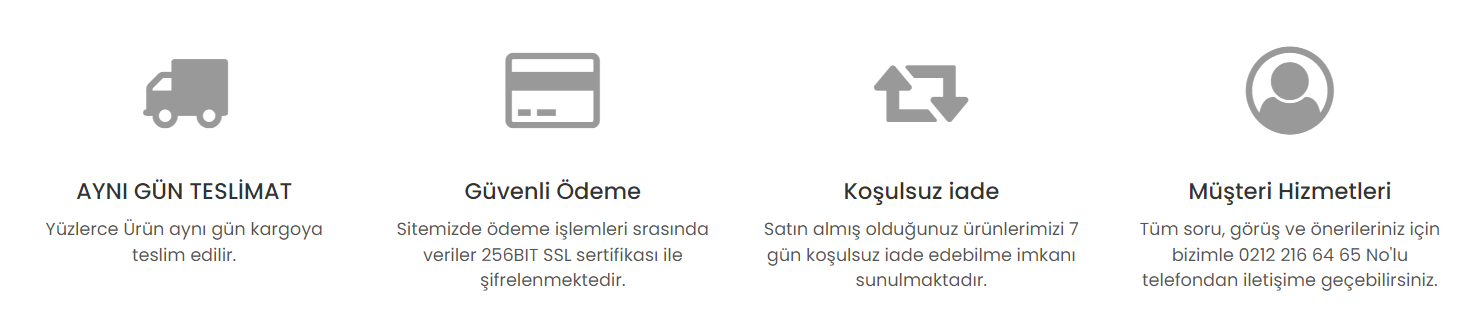 AYNI GÜN TESLİMAT
Yüzlerce Ürün aynı gün kargoya
teslim edilir.
Güvenli Ödeme
Sitemizde ödeme işlemleri srasında
veriler 256BIT SSL sertifikası ile
şifrelenmektedir.
Koşulsuz iade
Satın almış olduğunuz ürünlerimizi 7
gün koşulsuz iade edebilme imkanı
sunulmaktadır.
Müşteri Hizmetleri
Tüm soru, görüş ve önerileriniz için
bizimle 0212 216 64 65 No'lu
telefondan iletişime geçebilirsiniz.